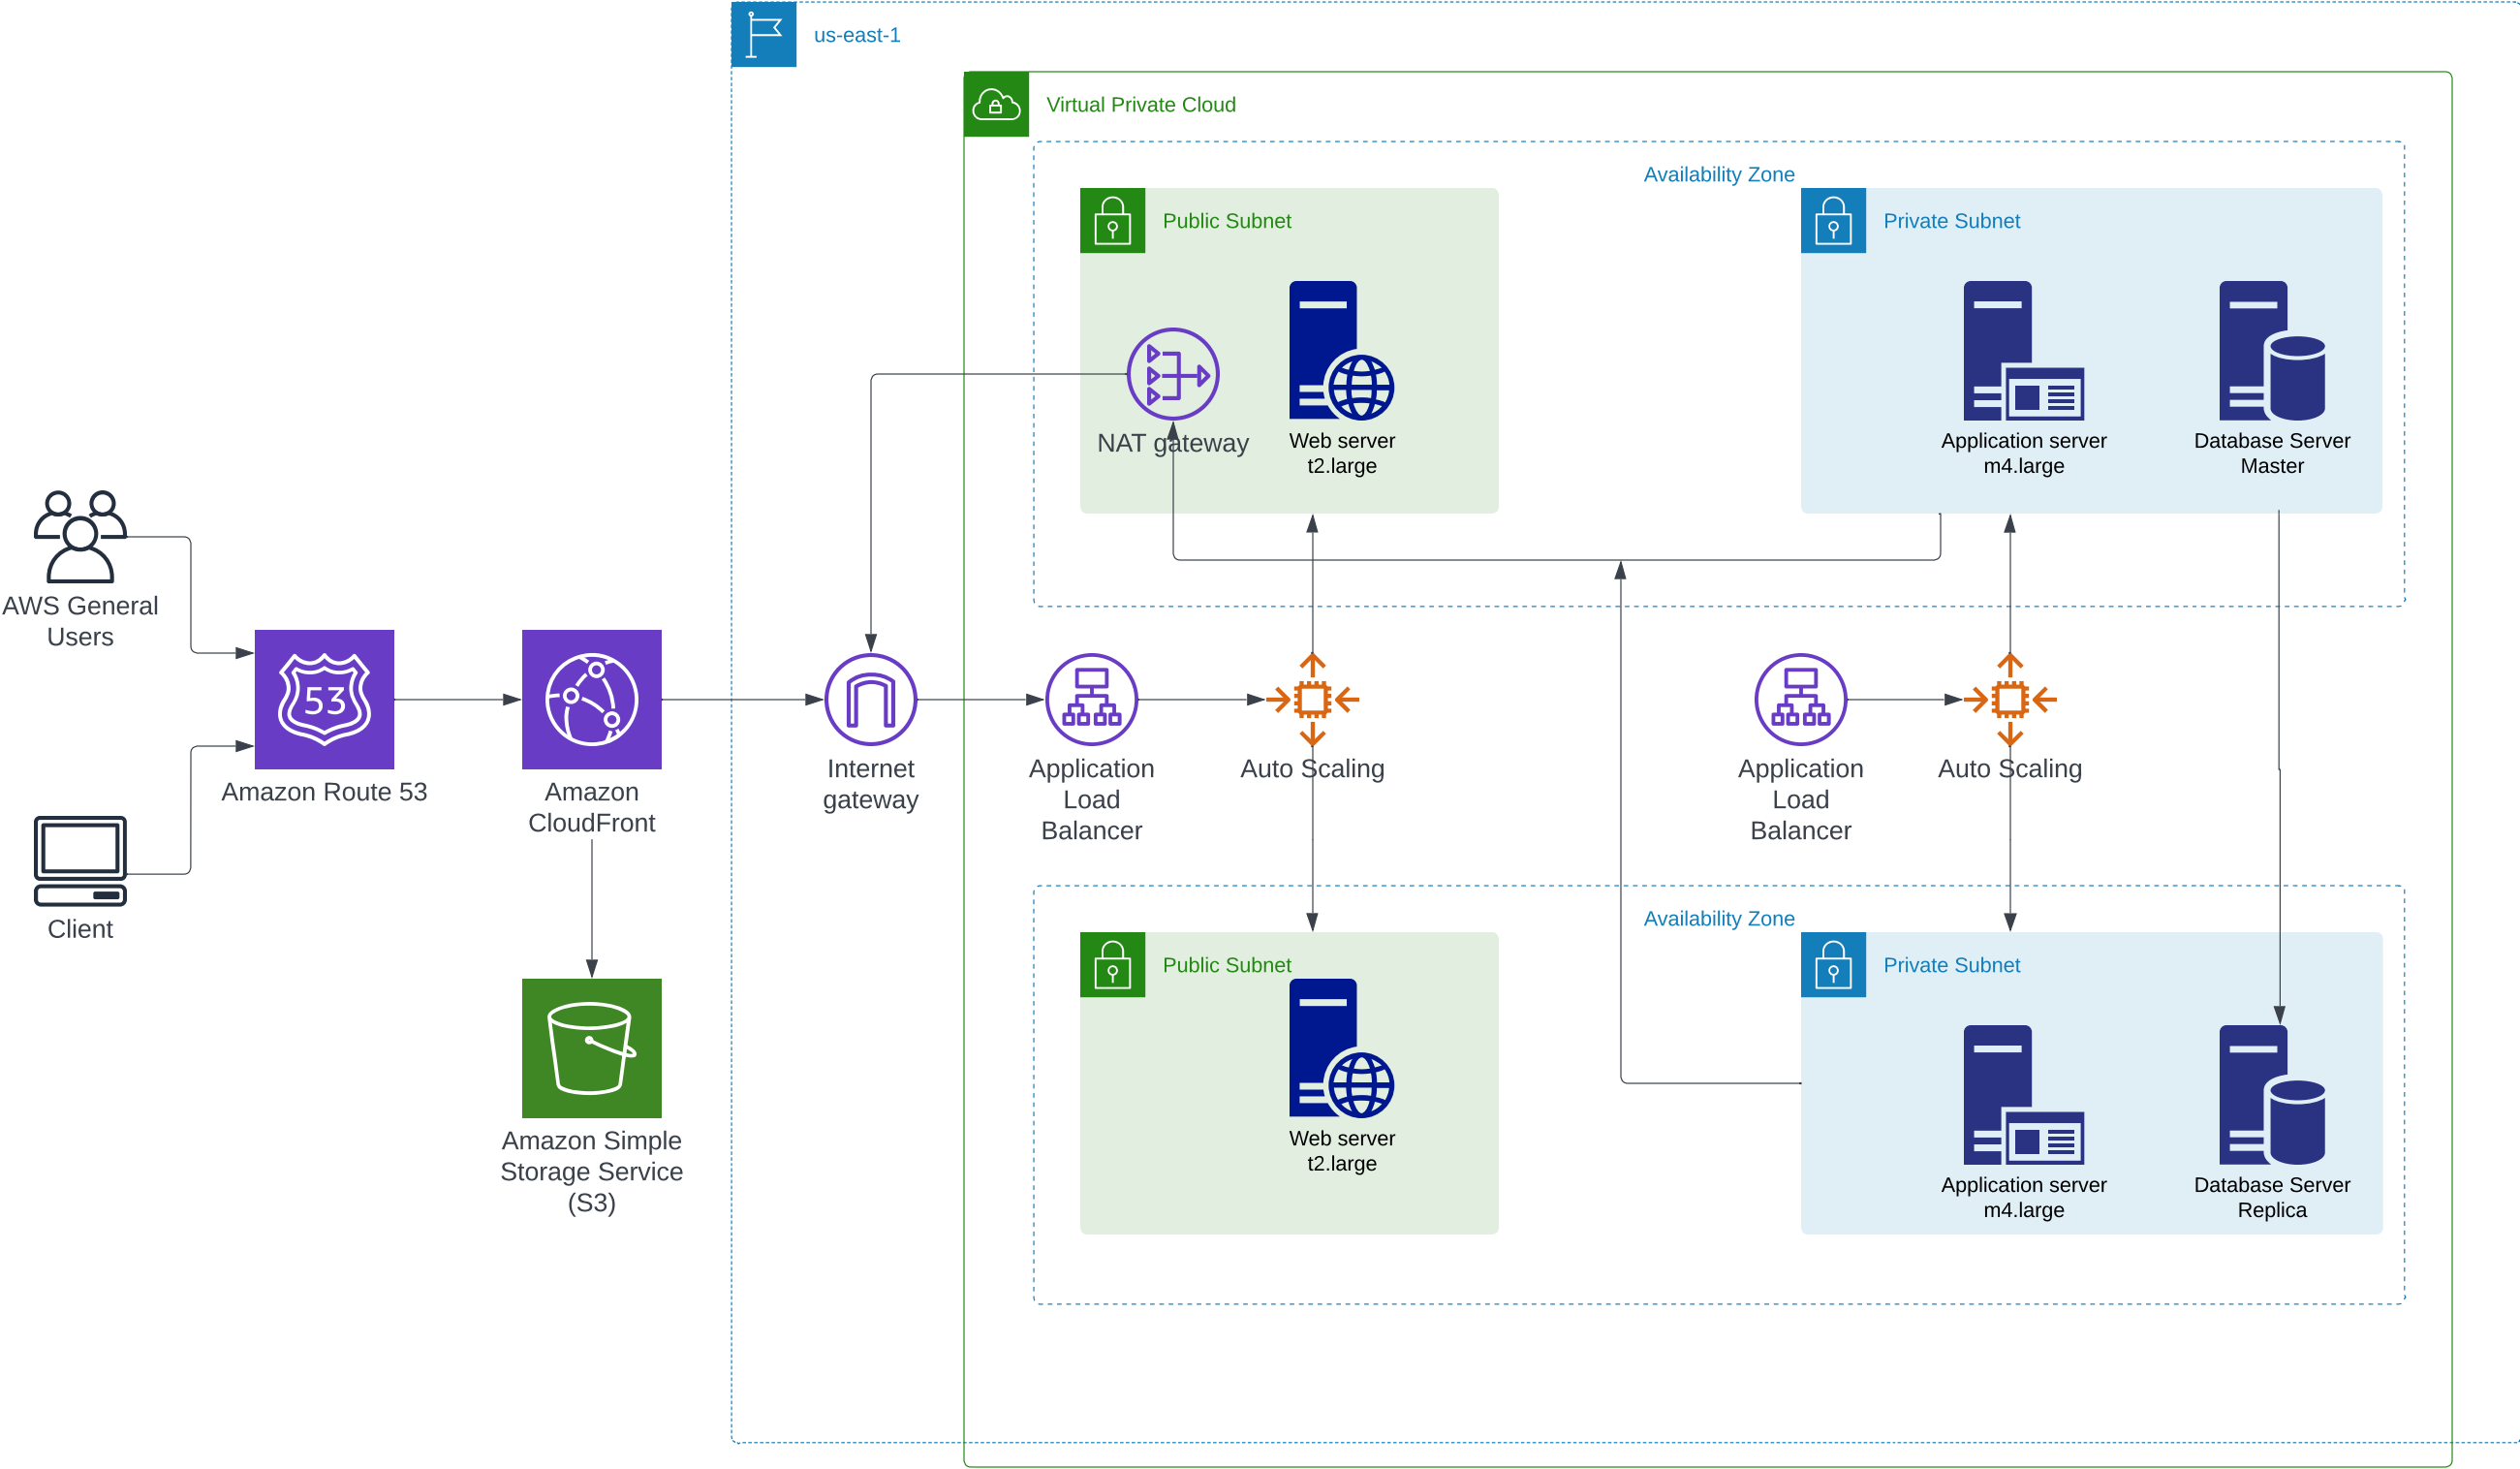 us-east-1
Virtual Private Cloud
Availability Zone
Public Subnet
Private Subnet
NAT gateway
Web server
t2.large
Application server
m4.large
Database Server
Master
AWS General
Users
53
Amazon Route 53
Amazon
CloudFront
Internet
gateway
Application
Load
Balancer
Auto Scaling
Application
Load
Balancer
Auto Scaling
Client
Availability Zone
Public Subnet
Private Subnet
Amazon Simple
Storage Service
(S3)
Web server
t2.large
Application server
m4.large
Database Server
Replica